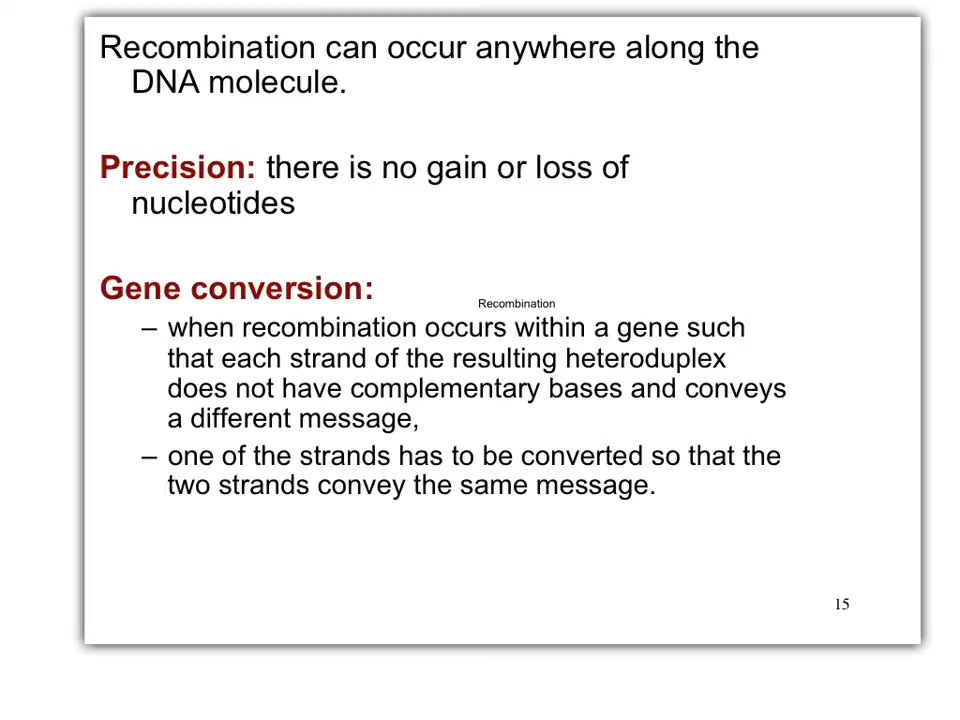 Recombination can occur anywhere along the
DNA molecule.
Precision: there is no gain or loss of
nucleotides
Gene conversion:
Recombination
– when recombination occurs within a gene such
that each strand of the resulting heteroduplex
does not have complementary bases and conveys
a different message,
– one of the strands has to be converted so that the
two strands convey the same message.
15